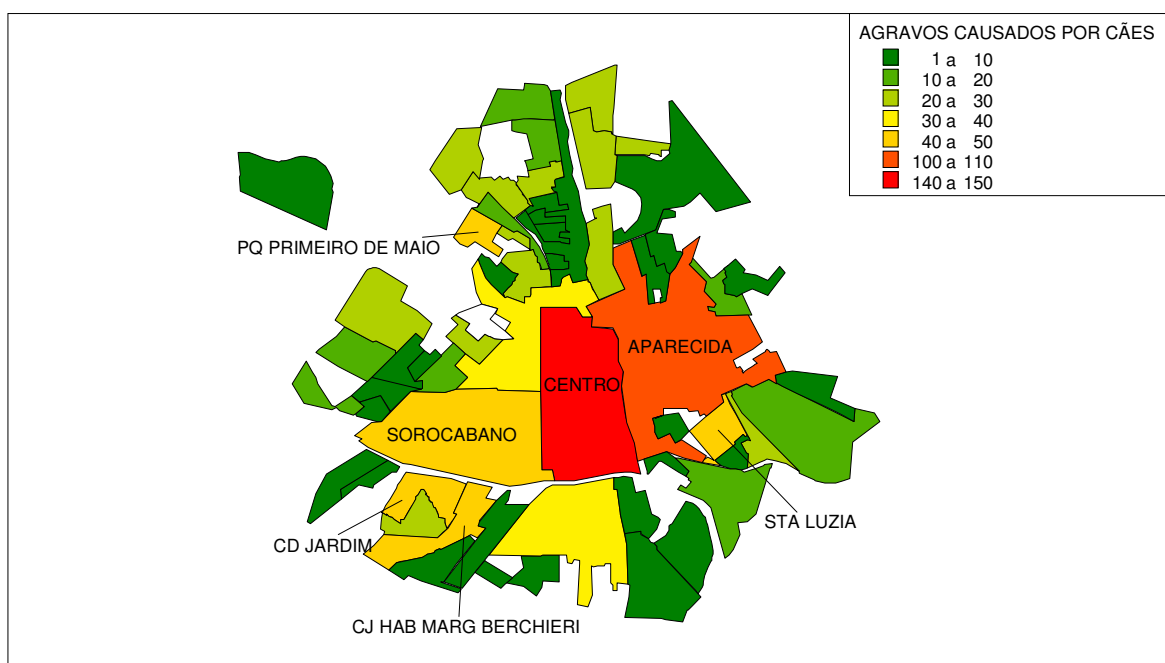 AGRAVOS CAUSADOS POR CÃES
1 a 10
10 a 20
20 a 30
30 a 40
40 a 50
100 a 110
140 a 150
PQ PRIMEIRO DE MAIO
APARECIDA
CENTRO
SOROCABANO
STA LUZIA
CD JARDIM
CJ HAB MARG BERCHIERI